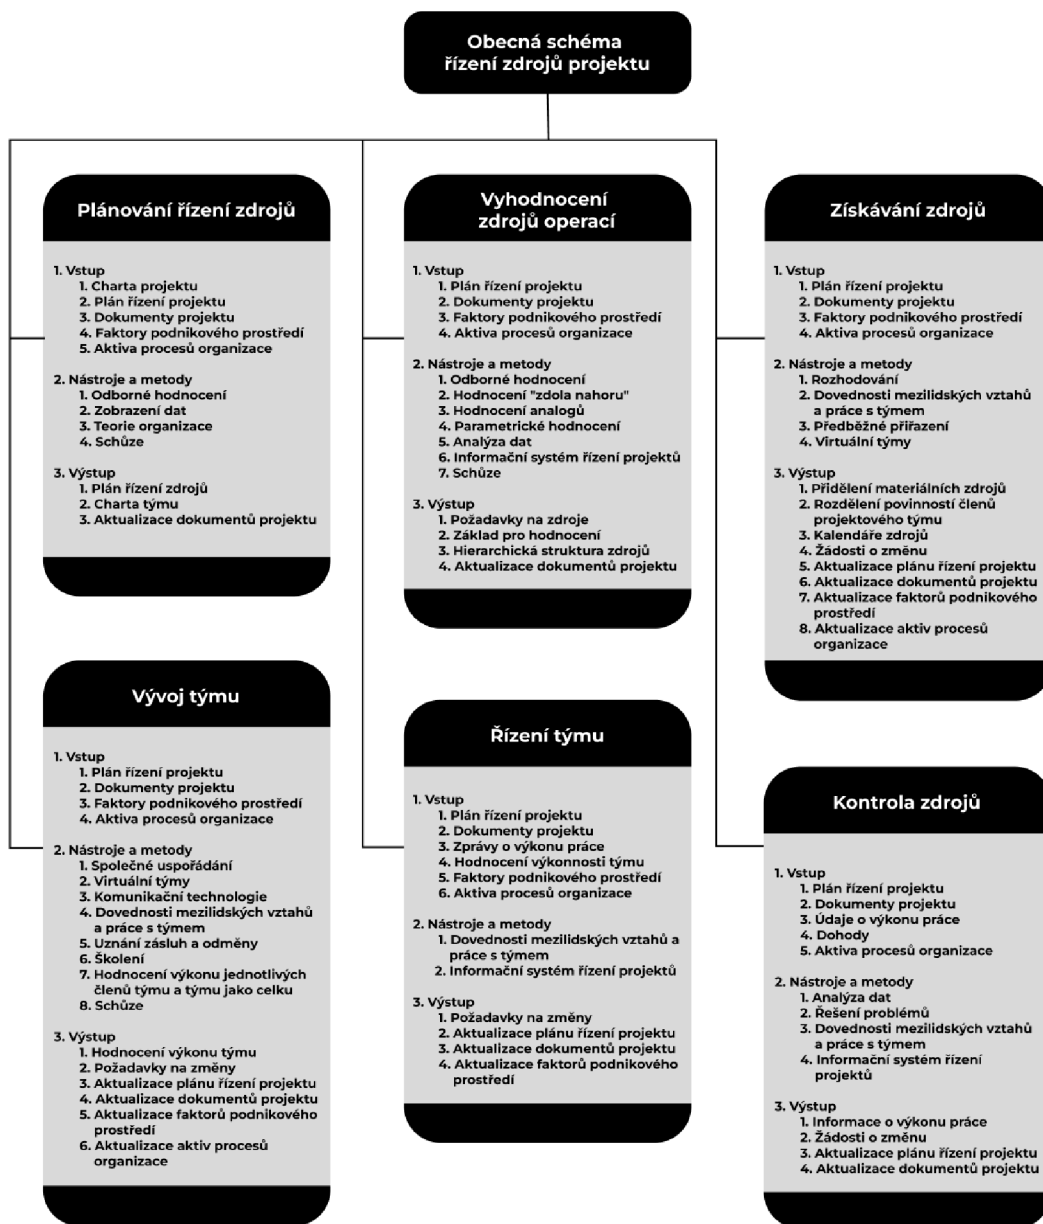 Obecná schéma
řízení zdrojů projektu
Plánování řízení zdrojů
1. Vstup
1. Charta projektu
2. Plán řízení projektu
3. Dokumenty projektu
4. Faktory podnikového prostředí
5. Aktiva procesů organizace
2. Nástroje a metody
1. Odborné hodnocení
2. Zobrazení dat
3. Teorie organizace
4. Schůze
3. Výstup
1. Plán řízení zdrojů
2. Charta týmu
3. Aktualizace dokumentů projektu
Vyhodnocení
zdrojů operací
1. Vstup
1. Plán řízení projektu
2. Dokumenty projektu
3. Faktory podnikového prostředí
4. Aktiva procesů organizace
2. Nástroje a metody
1. Odborné hodnocení
2. Hodnocení "zdola nahoru"
3. Hodnocení analogů
4. Parametrické hodnocení
5. Analýza dat
6. Informační systém řízení projektů
7. Schůze
3. Výstup
1. Požadavky na zdroje
2. Základ pro hodnocení
3. Hierarchická struktura zdrojů
4. Aktualizace dokumentů projektu
Získávání zdrojů
1. Vstup
1. Plán řízení projektu
2. Dokumenty projektu
3. Faktory podnikového prostředí
4. Aktiva procesů organizace
2. Nástroje a metody
1. Rozhodování
2. Dovednosti mezilidských vztahů
a práce s týmem
3. Předběžné přiřazení
4. Virtuální týmy
3. Výstup
1. Přidělení materiálních zdrojů
2. Rozdělení povinností členů
projektového týmu
3. Kalendáře zdrojů
4. Žádosti o změnu
5. Aktualizace plánu řízení projektu
6. Aktualizace dokumentů projektu
7. Aktualizace faktorů podnikového
prostředí
8. Aktualizace aktiv procesů
organizace
Vývoj týmu
1. Vstup
1. Plán řízení projektu
2. Dokumenty projektu
3. Faktory podnikového prostředí
4. Aktiva procesů organizace
2. Nástroje a metody
1. Společné uspořádání
2. Virtuální týmy
3. Komunikační technologie
4. Dovednosti mezilidských vztahů
a práce s týmem
5. Uznání zásluh a odměny
6. Školení
7. Hodnocení výkonu jednotlivých
členů týmu a týmu jako celku
8. Schůze
3. Výstup
1. Hodnocení výkonu týmu
2. Požadavky na změny
3. Aktualizace plánu řízení projektu
4. Aktualizace dokumentů projektu
5. Aktualizace faktorů podnikového
prostředí
6. Aktualizace aktiv procesů
organizace
Řízení týmu
1. Vstup
1. Plán řízení projektu
2. Dokumenty projektu
3. Zprávy o výkonu práce
4. Hodnocení výkonnosti týmu
5. Faktory podnikového prostředí
6. Aktiva procesů organizace
2. Nástroje a metody
1. Dovednosti mezilidských vztahů a
práce s týmem
2. Informační systém řízení projektů
3. Výstup
1. Požadavky na změny
2. Aktualizace plánu řízení projektu
3. Aktualizace dokumentů projektu
4. Aktualizace faktorů podnikového
prostředí
Kontrola zdrojů
1. Vstup
1. Plán řízení projektu
2. Dokumenty projektu
3. Údaje o výkonu práce
4. Dohody
5. Aktiva procesů organizace
2. Nástroje a metody
1. Analýza dat
2. Řešení problémů
3. Dovednosti mezilidských vztahů
a práce s týmem
4. Informační systém řízení
projektů
3. Výstup
1. Informace o výkonu práce
2. Žádosti o změnu
3. Aktualizace plánu řízení projektu
4. Aktualizace dokumentů projektu